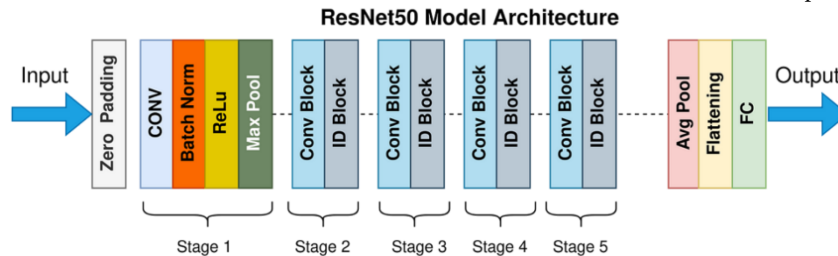 ResNet50 Model Architecture
Input
Zero Padding
CONV
Batch Norm
ReLu
Max Pool
Conv Block
ID Block
Conv Block
ID Block
Conv Block
ID Block
Conv Block
ID Block
Avg Pool
Flattening
FC
Output
Stage 1
Stage 2
Stage 3
Stage 4
Stage 5